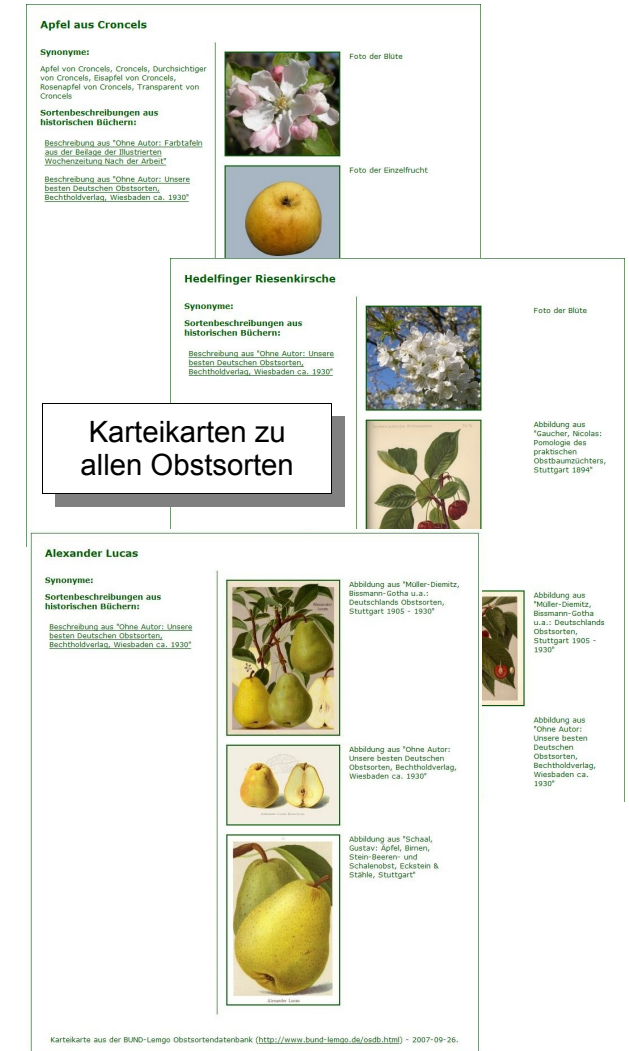 Apfel aus Croncels
Synonyme:
Apfel von Croncels, Croncels, Durchsichtiger
von Croncels, Eisapfel von Croncels,
Rosenapfel von Croncels, Transparent von
Croncels
Sortenbeschreibungen aus
historischen Büchern:
Beschreibung aus "Ohne Autor: Farbtafeln
aus der Beilage der Illustrierten
Wochenzeitung Nach der Arbeit"
Beschreibung aus "Ohne Autor: Unsere
besten Deutschen Obstsorten,
Bechtholdverlag, Wiesbaden ca. 1930"
Foto der Blüte
Foto der Einzelfrucht
Hedelfinger Riesenkirsche
Synonyme:
Sortenbeschreibungen aus
historischen Büchern:
Beschreibung aus "Ohne Autor: Unsere
besten Deutschen Obstsorten,
Bechtholdverlag, Wiesbaden ca. 1930"
Foto der Blüte
Abbildung aus
"Gaucher, Nicolas:
Pomologie des
praktischen
Obstbaumzüchters,
Stuttgart 1894"
Abbildung aus
"Müller-Diemitz,
Bissmann-Gotha
u.a.: Deutschlands
Obstsorten,
Stuttgart 1905 -
1930"
Abbildung aus
"Ohne Autor:
Unsere besten
Deutschen
Obstsorten,
Bechtholdverlag,
Wiesbaden ca.
1930"
Karteikarten zu
allen Obstsorten
Alexander Lucas
Synonyme:
Sortenbeschreibungen aus
historischen Büchern:
Beschreibung aus "Ohne Autor: Unsere
besten Deutschen Obstsorten,
Bechtholdverlag, Wiesbaden ca. 1930"
Alexander
Lucas
Abbildung aus "Müller-Diemitz,
Bissmann-Gotha u.a.:
Deutschlands Obstsorten,
Stuttgart 1905 - 1930"
Abbildung aus "Ohne Autor:
Unsere besten Deutschen
Obstsorten, Bechtholdverlag,
Wiesbaden ca. 1930"
Abbildung aus "Schaal,
Gustav: Äpfel, Birnen,
Stein-Beeren- und
Schalenobst, Eckstein &
Stähle, Stuttgart"
Alexander Lucas
Karteikarte aus der BUND-Lemgo Obstsortendatenbank (http://www.bund-lemgo.de/osdb.html) - 2007-09-26.